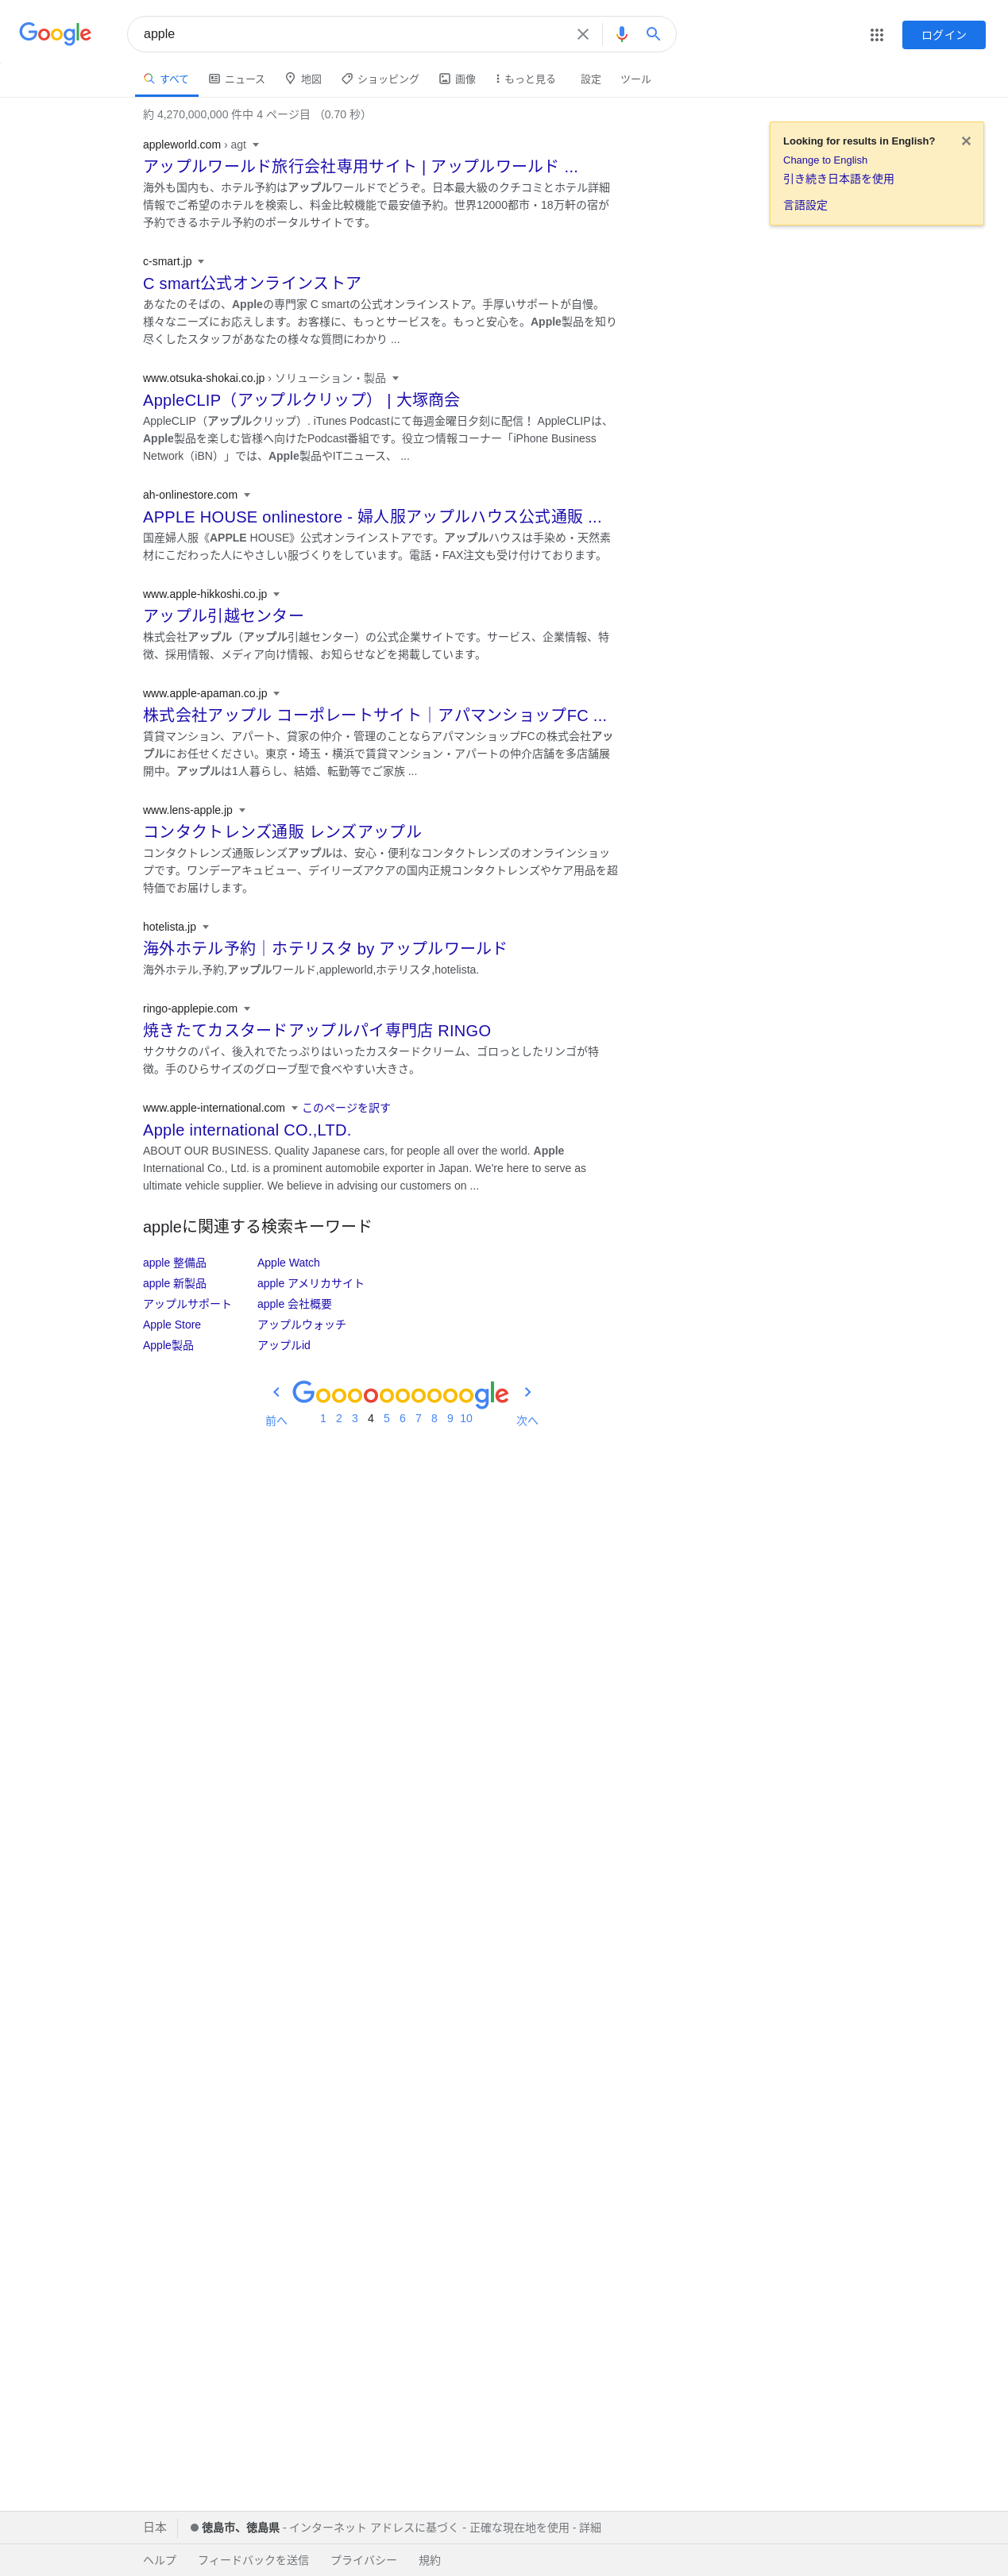 Google
apple
ログイン
すべて ニュース 地図 ショッピング 画像 もっと見る 設定 ツール
約 4,270,000,000 件中 4 ページ目 （0.70 秒）
Looking for results in English?
Change to English
引き続き日本語を使用
言語設定
appleworld.com › agt
アップルワールド旅行会社専用サイト | アップルワールド ...
海外も国内も、ホテル予約はアップルワールドでどうぞ。日本最大級のクチコミとホテル詳細
情報でご希望のホテルを検索し、料金比較機能で最安値予約。世界12000都市・18万軒の宿が
予約できるホテル予約のポータルサイトです。
c-smart.jp
C smart公式オンラインストア
あなたのそばの、Appleの専門家 C smartの公式オンラインストア。手厚いサポートが自慢。
様々なニーズにお応えします。お客様に、もっとサービスを。もっと安心を。Apple製品を知り
尽くしたスタッフがあなたの様々な質問にわかり ...
www.otsuka-shokai.co.jp › ソリューション・製品
AppleCLIP（アップルクリップ） | 大塚商会
AppleCLIP（アップルクリップ）. iTunes Podcastにて毎週金曜日夕刻に配信！ AppleCLIPは、
Apple製品を楽しむ皆様へ向けたPodcast番組です。役立つ情報コーナー「iPhone Business
Network（iBN）」では、Apple製品やITニュース、 ...
ah-onlinestore.com
APPLE HOUSE onlinestore - 婦人服アップルハウス公式通販 ...
国産婦人服《APPLE HOUSE》公式オンラインストアです。アップルハウスは手染め・天然素
材にこだわった人にやさしい服づくりをしています。電話・FAX注文も受け付けております。
www.apple-hikkoshi.co.jp
アップル引越センター
株式会社アップル（アップル引越センター）の公式企業サイトです。サービス、企業情報、特
徴、採用情報、メディア向け情報、お知らせなどを掲載しています。
www.apple-apaman.co.jp
株式会社アップル コーポレートサイト｜アパマンショップFC ...
賃貸マンション、アパート、貸家の仲介・管理のことならアパマンショップFCの株式会社アッ
プルにお任せください。東京・埼玉・横浜で賃貸マンション・アパートの仲介店舗を多店舗展
開中。アップルは1人暮らし、結婚、転勤等でご家族 ...
www.lens-apple.jp
コンタクトレンズ通販 レンズアップル
コンタクトレンズ通販レンズアップルは、安心・便利なコンタクトレンズのオンラインショッ
プです。ワンデーアキュビュー、デイリーズアクアの国内正規コンタクトレンズやケア用品を超
特価でお届けします。
hotelista.jp
海外ホテル予約｜ホテリスタ by アップルワールド
海外ホテル,予約,アップルワールド,appleworld,ホテリスタ,hotelista.
ringo-applepie.com
焼きたてカスタードアップルパイ専門店 RINGO
サクサクのパイ、後入れでたっぷりはいったカスタードクリーム、ゴロっとしたリンゴが特
徴。手のひらサイズのグローブ型で食べやすい大きさ。
www.apple-international.com このページを訳す
Apple international CO.,LTD.
ABOUT OUR BUSINESS. Quality Japanese cars, for people all over the world. Apple
International Co., Ltd. is a prominent automobile exporter in Japan. We're here to serve as
ultimate vehicle supplier. We believe in advising our customers on ...
appleに関連する検索キーワード
apple 整備品 Apple Watch
apple 新製品 apple アメリカサイト
アップルサポート apple 会社概要
Apple Store アップルウォッチ
Apple製品 アップルid
Goooooooooogle
前へ 1 2 3 4 5 6 7 8 9 10 次へ
日本 徳島市、徳島県 - インターネット アドレスに基づく - 正確な現在地を使用 - 詳細
ヘルプ フィードバックを送信 プライバシー 規約